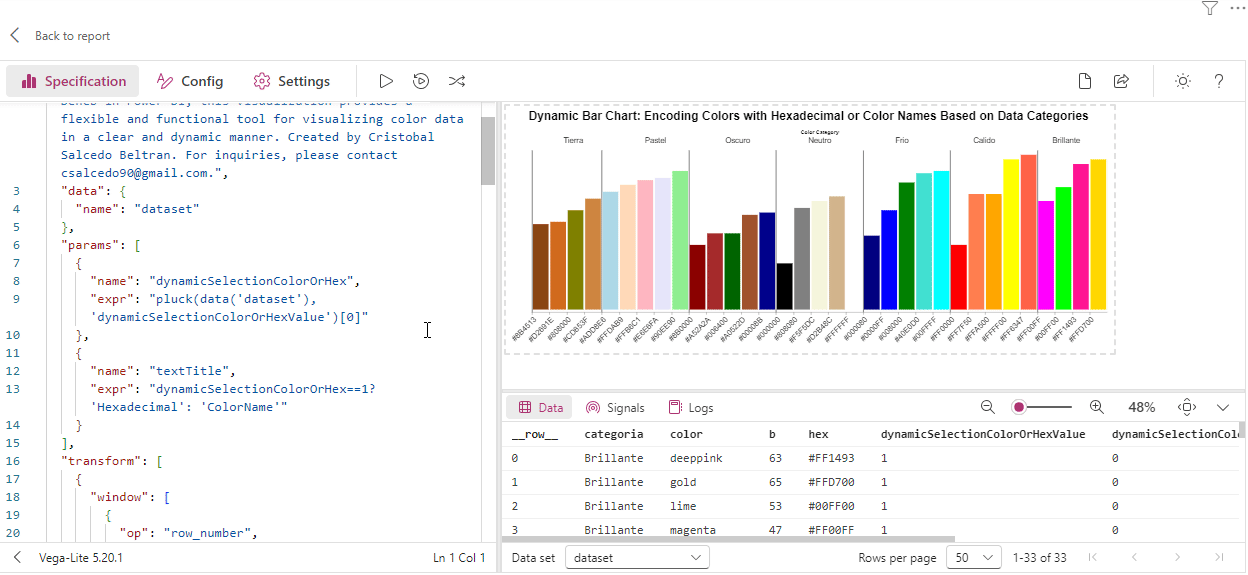 Back to report
Specification
Config
Settings
flexible and functional tool for visualizing color data
in a clear and dynamic manner. Created by Cristobal
Salcedo Beltran. For inquiries, please contact
csalcedo90@gmail.com.",
3 "data": {
4 "name": "dataset"
5 },
6 "params": [
7 {
8 "name": "dynamicSelectionColorOrHex",
9 "expr": "pluck(data('dataset'),
'dynamicSelectionColorOrHexValue')[0]"
10 },
11 {
12 "name": "textTitle",
13 "expr": "dynamicSelectionColorOrHex==1?
'Hexadecimal': 'ColorName'"
14 }
15 ],
16 "transform": [
17 {
18 "window": [
19 {
20 "op": "row_number",
Vega-Lite 5.20.1
Ln 1 Col 1
Dynamic Bar Chart: Encoding Colors with Hexadecimal or Color Names Based on Data Categories
Color Category
Tierra Pastel Oscuro Neutro Frio Calido Brillante
#8B4513 #D2691E #808000 #CD853F #ADD8E6 #FFDAB9 #FFB6C1 #E6E6FA #90EE90 #8B0000 #A52A2A #006400 #A0522D #00008B #000000 #808080 #F5F5DC #D2B48C #FFFFFF #000080 #0000FF #008000 #40E0D0 #00FFFF #FF0000 #FF7F50 #FFA500 #FFFF00 #FF6347 #FF00FF #00FF00 #FF1493 #FFD700
Data
Signals
Logs
48%
__row__ categoria color b hex dynamicSelectionColorOrHexValue dynamicSelectionCol
0 Brillante deeppink 63 #FF1493 1 0
1 Brillante gold 65 #FFD700 1 0
2 Brillante lime 53 #00FF00 1 0
3 Brillante magenta 47 #FF00FF 1 0
Data set
dataset
Rows per page
50
1-33 of 33